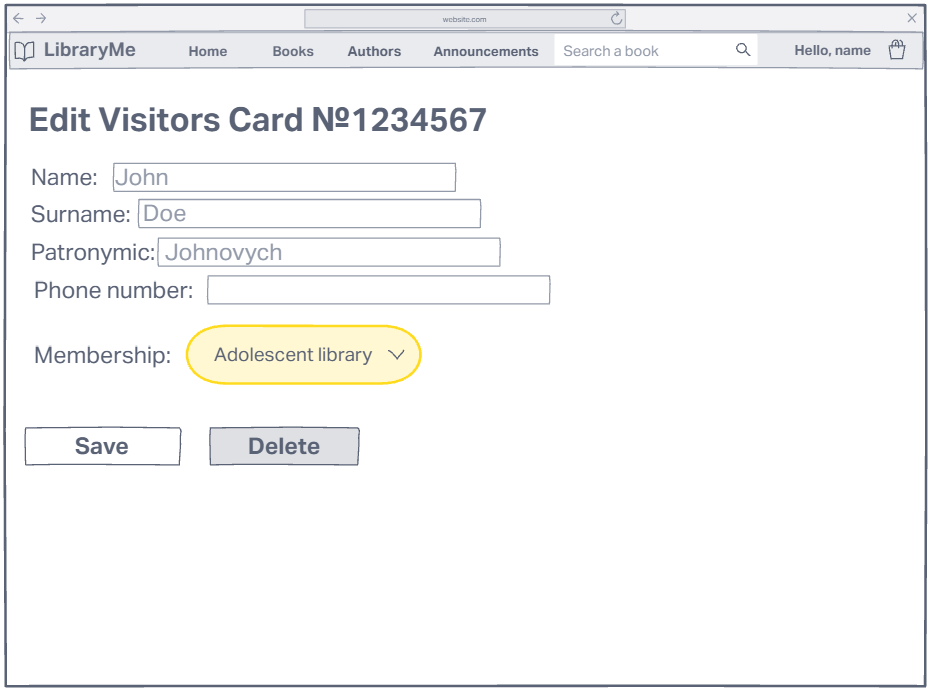 website.com
LibraryMe Home Books Authors Announcements Search a book Hello, name
Edit Visitors Card №1234567
Name: John
Surname: Doe
Patronymic: Johnovych
Phone number:
Membership: Adolescent library
Save Delete